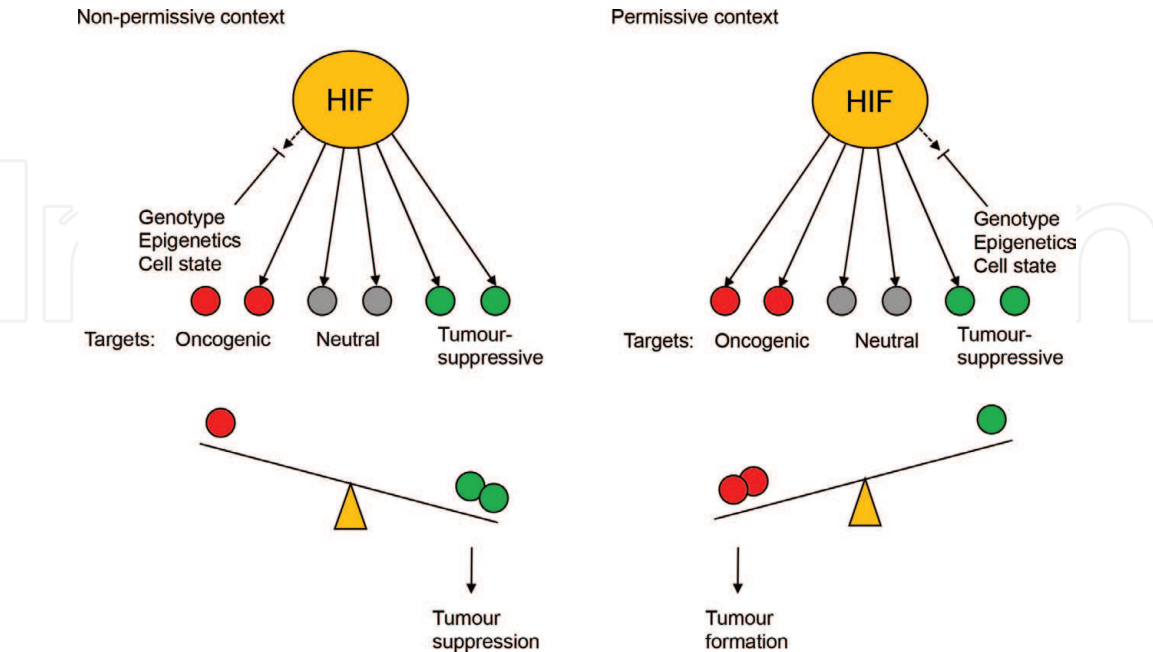 Non-permissive context
HIF
Genotype
Epigenetics
Cell state
Targets:
Oncogenic
Neutral
Tumour-
suppressive
Tumour
suppression
Permissive context
HIF
Genotype
Epigenetics
Cell state
Targets:
Oncogenic
Neutral
Tumour-
suppressive
Tumour
formation